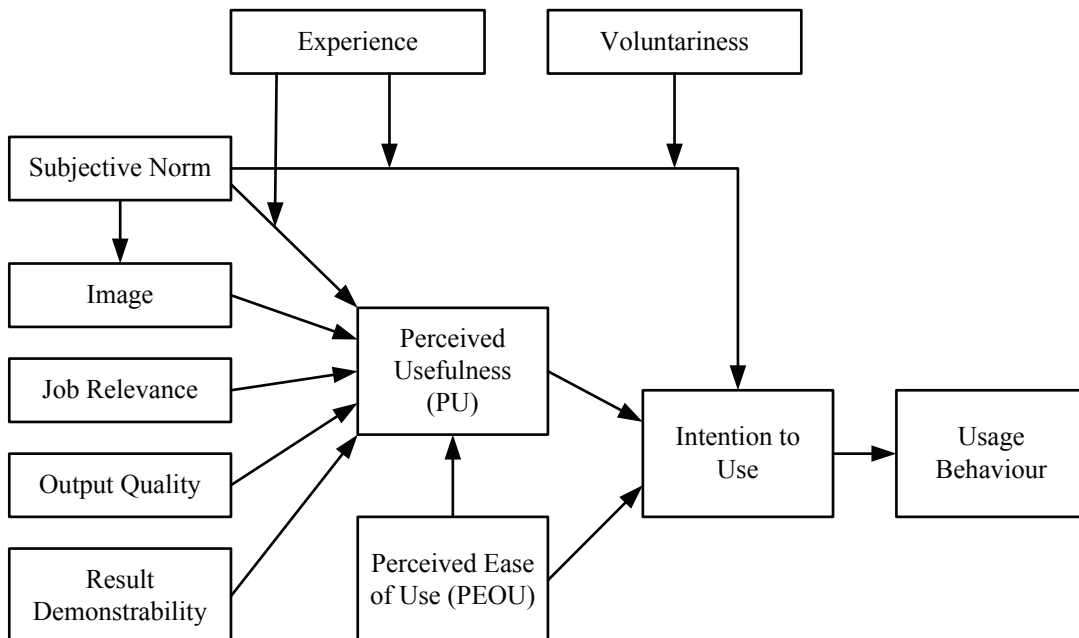 Experience
Voluntariness
Subjective Norm
Image
Perceived
Usefulness
(PU)
Job Relevance
Intention to
Use
Usage
Behaviour
Output Quality
Perceived Ease
of Use (PEOU)
Result
Demonstrability